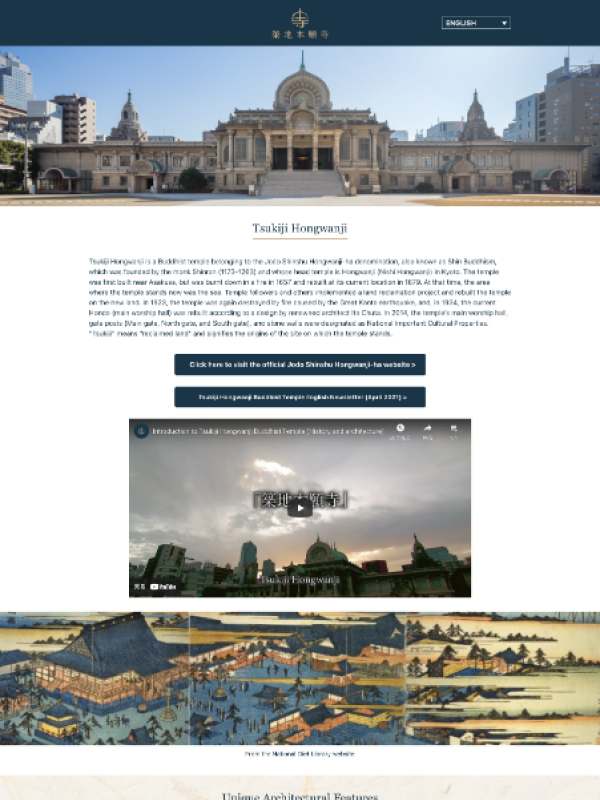 築地本願寺
ENGLISH
Tsukiji Hongwanji
Tsukiji Hongwanji is a Buddhist temple belonging to the Jodo Shinshu Hongwanji-ha denomination, also known as Shin Buddhism,
which was founded by the monk Shinran (1173–1263) and whose head temple is Hongwanji (Nishi Hongwanji) in Kyoto. The temple
was first built near Asakusa, but was burnt down in a fire in 1657 and rebuilt at its current location in 1679. At that time, the area
where the temple stands now was the sea. Temple followers and others implemented a land reclamation project and rebuilt the temple
on the new land. In 1923, the temple was again destroyed by fire caused by the Great Kanto earthquake, and, in 1934, the current
Hondo (main worship hall) was rebuilt according to a design by renowned architect Ito Chuta. In 2014, the temple's main worship hall,
gate posts (Main gate, North gate, and South gate), and stone walls were designated as National Important Cultural Properties.
"Tsukiji" means "reclaimed land" and signifies the origins of the site on which the temple stands.
Click here to visit the official Jodo Shinshu Hongwanji-ha website >
Tsukiji Hongwanji Buddhist Temple English Newsletter (April 2021) >
Introduction to Tsukiji Hongwanji Buddhist Temple (History and architecture)
「築地本願寺」
Tsukiji Hongwanji
YouTube
From the National Diet Library website
Unique Architectural Features